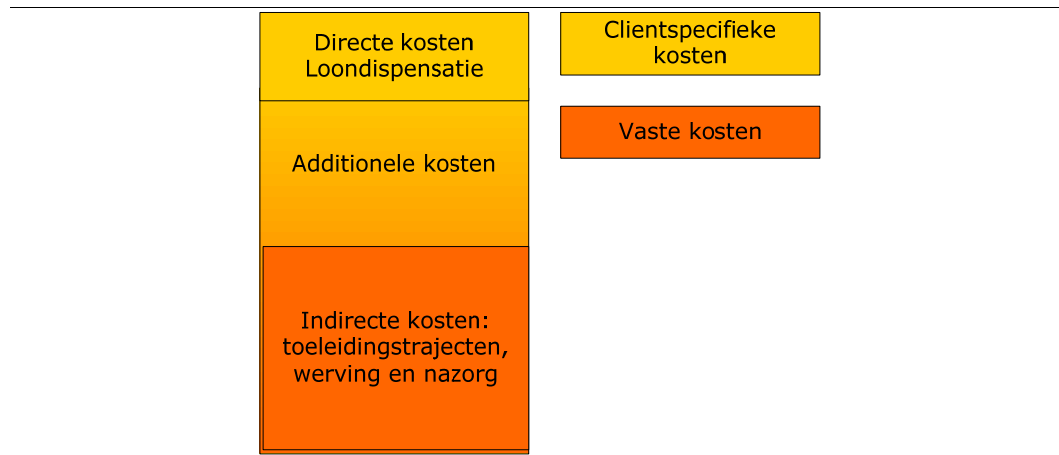 Directe kosten
Loondispensatie
Clientspecifieke
kosten
Vaste kosten
Additionele kosten
Indirecte kosten:
toeleidingstrajecten,
werving en nazorg